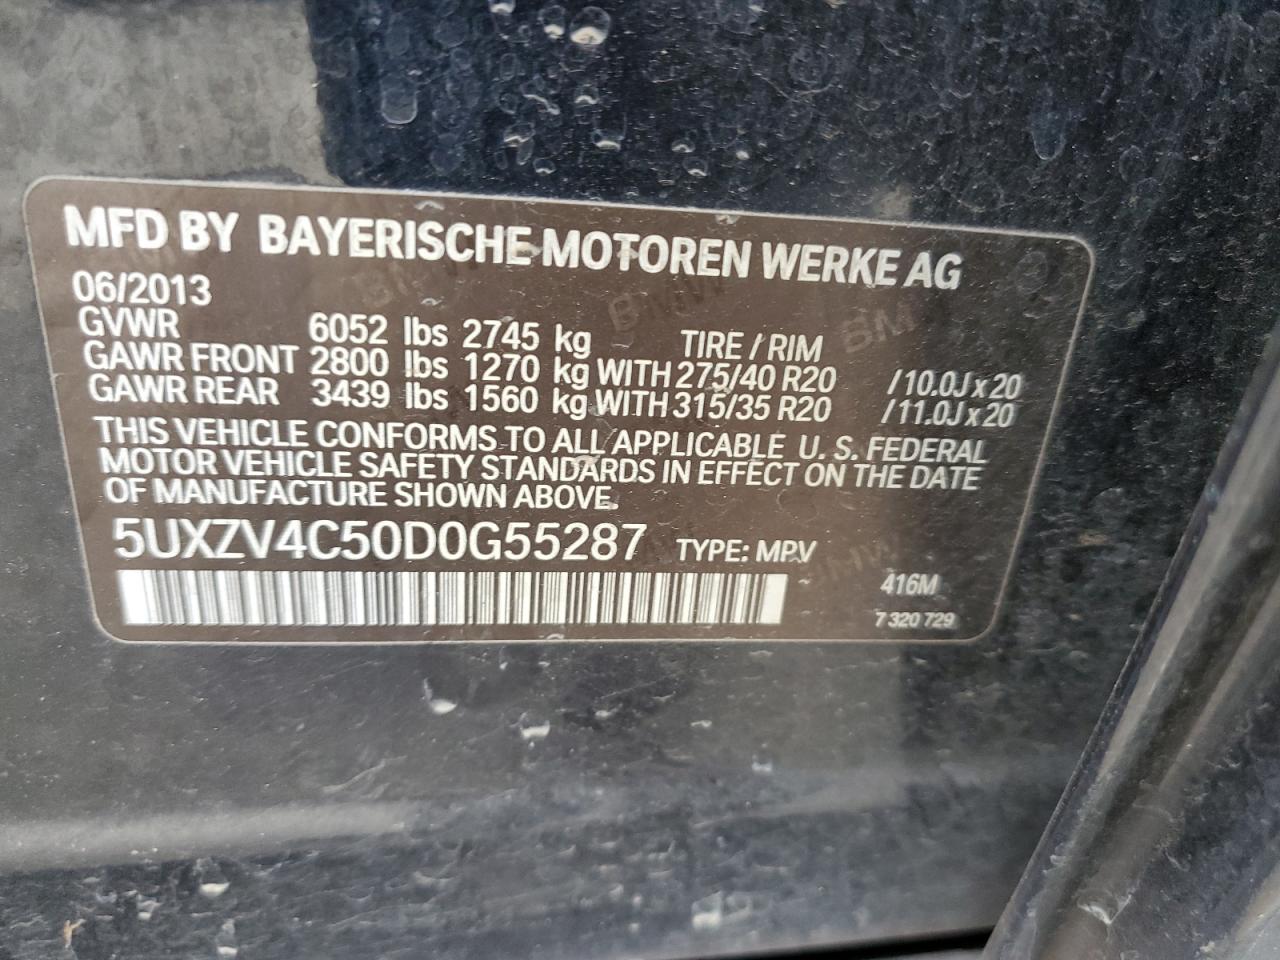 MFD BY BAYERISCHE MOTOREN WERKE AG
06/2013
GVWR 6052 lbs 2745 kg TIRE / RIM
GAWR FRONT 2800 lbs 1270 kg WITH 275/40 R20 / 10.0J x 20
GAWR REAR 3439 lbs 1560 kg WITH 315/35 R20 / 11.0J x 20
THIS VEHICLE CONFORMS TO ALL APPLICABLE U. S. FEDERAL
MOTOR VEHICLE SAFETY STANDARDS IN EFFECT ON THE DATE
OF MANUFACTURE SHOWN ABOVE.
5UXZV4C50D0G55287 TYPE: MPV
416M
7 320 729